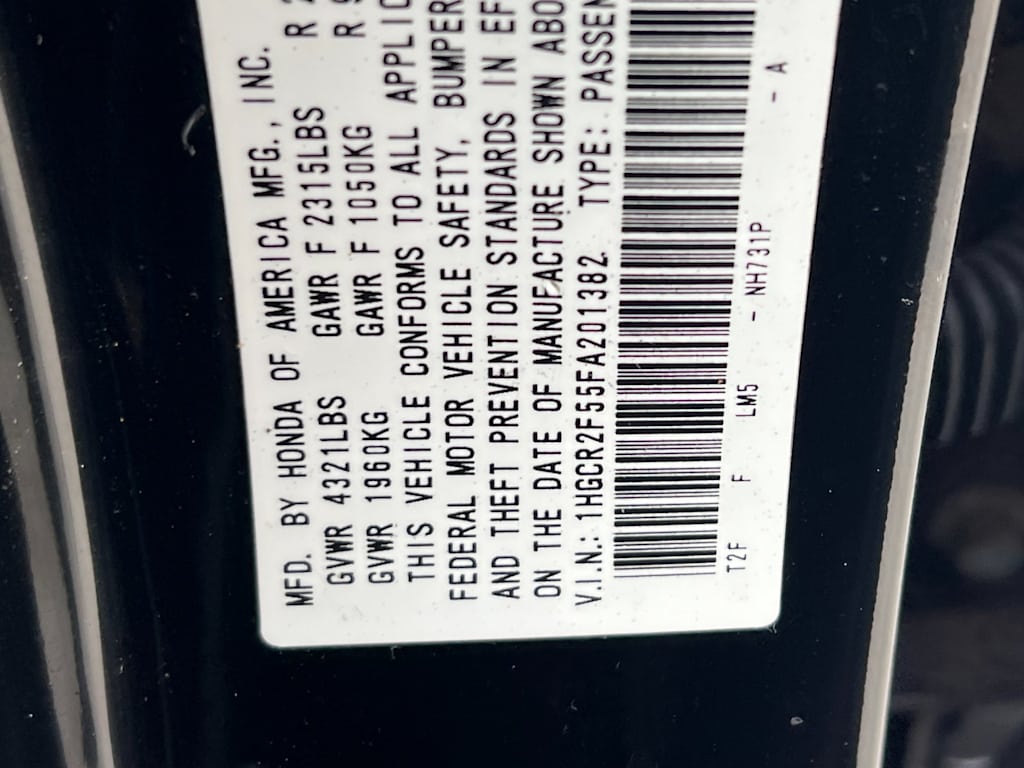 MFD. BY HONDA OF AMERICA MFG., INC.
GVWR 4321LBS GAWR F 2315LBS R
GVWR 1960KG GAWR F 1050KG R
THIS VEHICLE CONFORMS TO ALL APPLIC
FEDERAL MOTOR VEHICLE SAFETY, BUMPER
AND THEFT PREVENTION STANDARDS IN EF
ON THE DATE OF MANUFACTURE SHOWN ABO
V.I.N.: 1HGCR2F55FA201382 TYPE: PASSEN
T2F F LM5 - NH731P - A